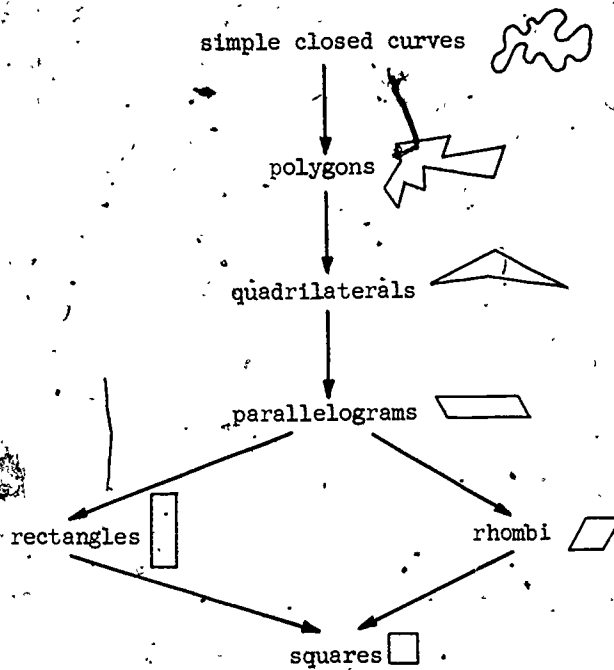 simple closed curves
polygons
quadrilaterals
parallelograms
rectangles
rhombi
squares